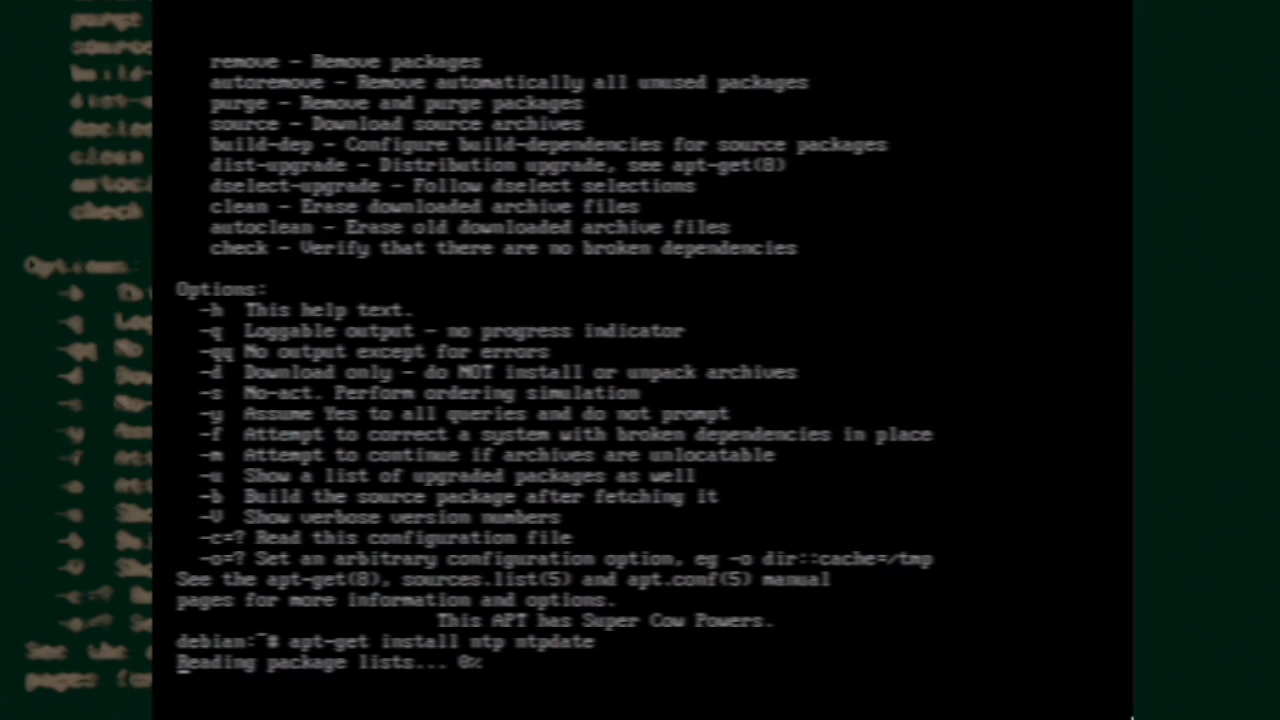 remove - Remove packages
autoremove - Remove automatically all unused packages
purge - Remove and purge packages
source - Download source archives
build-dep - Configure build-dependencies for source packages
dist-upgrade - Distribution upgrade, see apt-get(8)
dselect-upgrade - Follow dselect selections
clean - Erase downloaded archive files
autoclean - Erase old downloaded archive files
check - Verify that there are no broken dependencies
Options:
-h This help text.
-q Loggable output - no progress indicator
-qq No output except for errors
-d Download only - do NOT install or unpack archives
-s No-act. Perform ordering simulation
-y Assume Yes to all queries and do not prompt
-f Attempt to correct a system with broken dependencies in place
-m Attempt to continue if archives are unlocatable
-u Show a list of upgraded packages as well
-b Build the source package after fetching it
-V Show verbose version numbers
-c=? Read this configuration file
-o=? Set an arbitrary configuration option, eg -o dir::cache=/tmp
See the apt-get(8), sources.list(5) and apt.conf(5) manual
pages for more information and options.
This APT has Super Cow Powers.
debian:~# apt-get install ntp ntpdate
Reading package lists... 0%